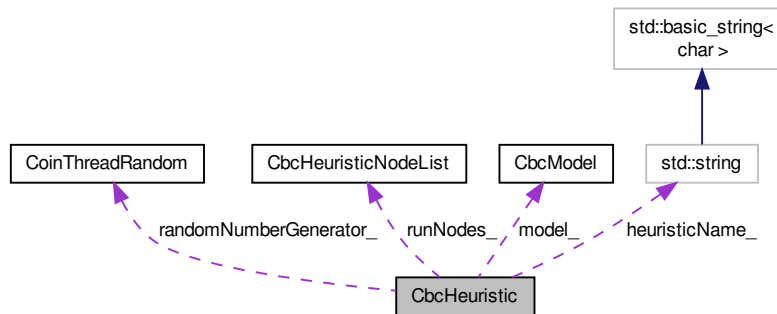 std::basic_string<
char >
CoinThreadRandom
CbcHeuristicNodeList
CbcModel
std::string
randomNumberGenerator_
runNodes_
model_
heuristicName_
CbcHeuristic